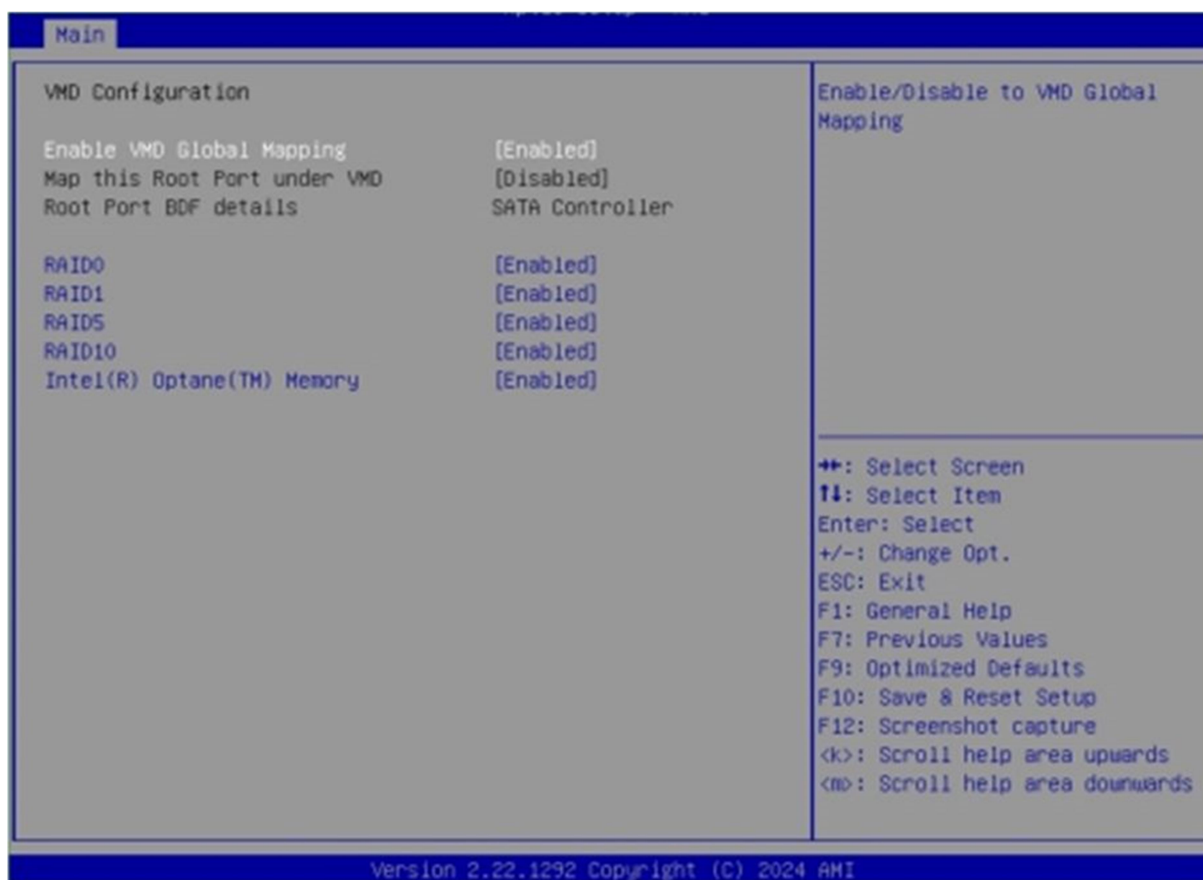 Main
VMD Configuration
Enable VMD Global Mapping [Enabled]
Map this Root Port under VMD [Disabled]
Root Port BDF details SATA Controller
RAID0 [Enabled]
RAID1 [Enabled]
RAID5 [Enabled]
RAID10 [Enabled]
Intel(R) Optane(TM) Memory [Enabled]
Enable/Disable to VMD Global
Mapping
→←: Select Screen
↑↓: Select Item
Enter: Select
+/-: Change Opt.
ESC: Exit
F1: General Help
F7: Previous Values
F9: Optimized Defaults
F10: Save & Reset Setup
F12: Screenshot capture
<k>: Scroll help area upwards
<m>: Scroll help area downwards
Version 2.22.1292 Copyright (C) 2024 AMI